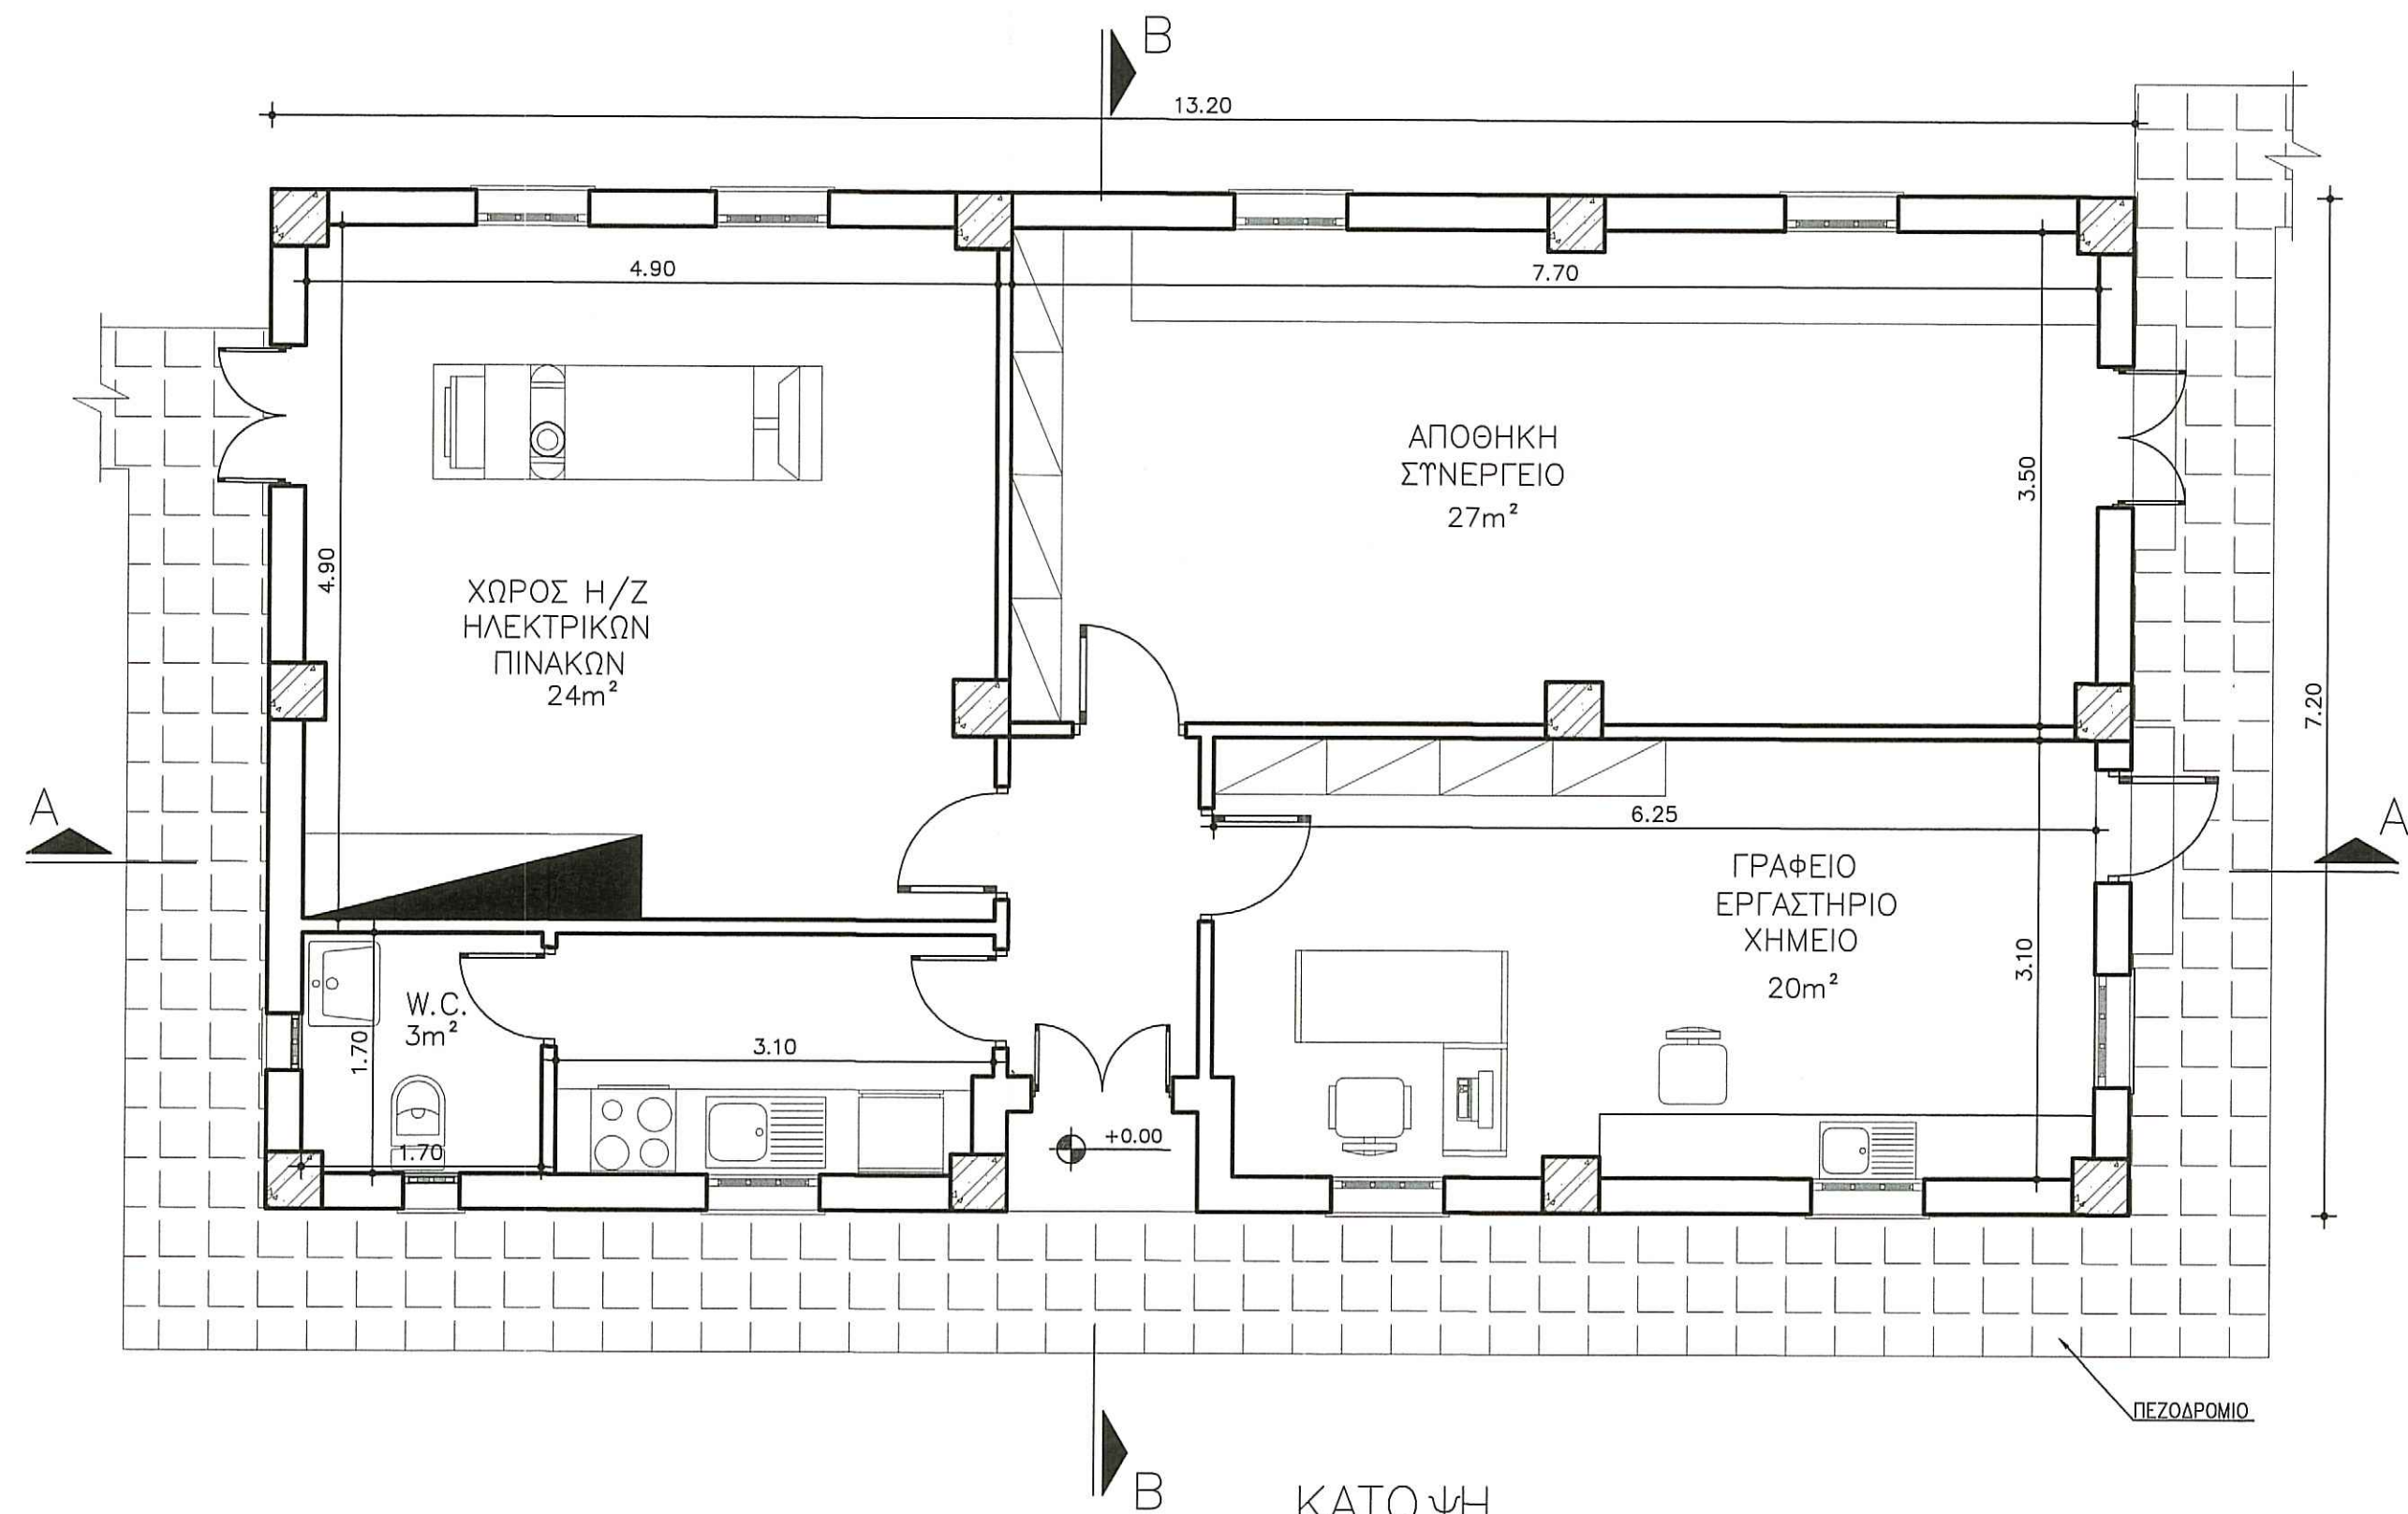 B
13.20
4.90
7.70
ΑΠΟΘΗΚΗ
ΣΥΝΕΡΓΕΙΟ
27m²
3.50
4.90
ΧΩΡΟΣ Η/Ζ
ΗΛΕΚΤΡΙΚΩΝ
ΠΙΝΑΚΩΝ
24m²
7.20
A
A
6.25
ΓΡΑΦΕΙΟ
ΕΡΓΑΣΤΗΡΙΟ
ΧΗΜΕΙΟ
20m²
3.10
W.C.
3m²
1.70
3.10
1.70
+0.00
ΠΕΖΟΔΡΟΜΙΟ
B
ΚΑΤΟΨΗ